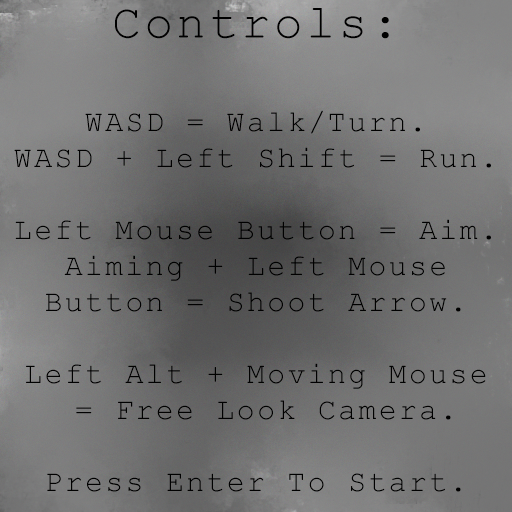 Controls:
WASD = Walk/Turn.
WASD + Left Shift = Run.
Left Mouse Button = Aim.
Aiming + Left Mouse
Button = Shoot Arrow.
Left Alt + Moving Mouse
= Free Look Camera.
Press Enter To Start.